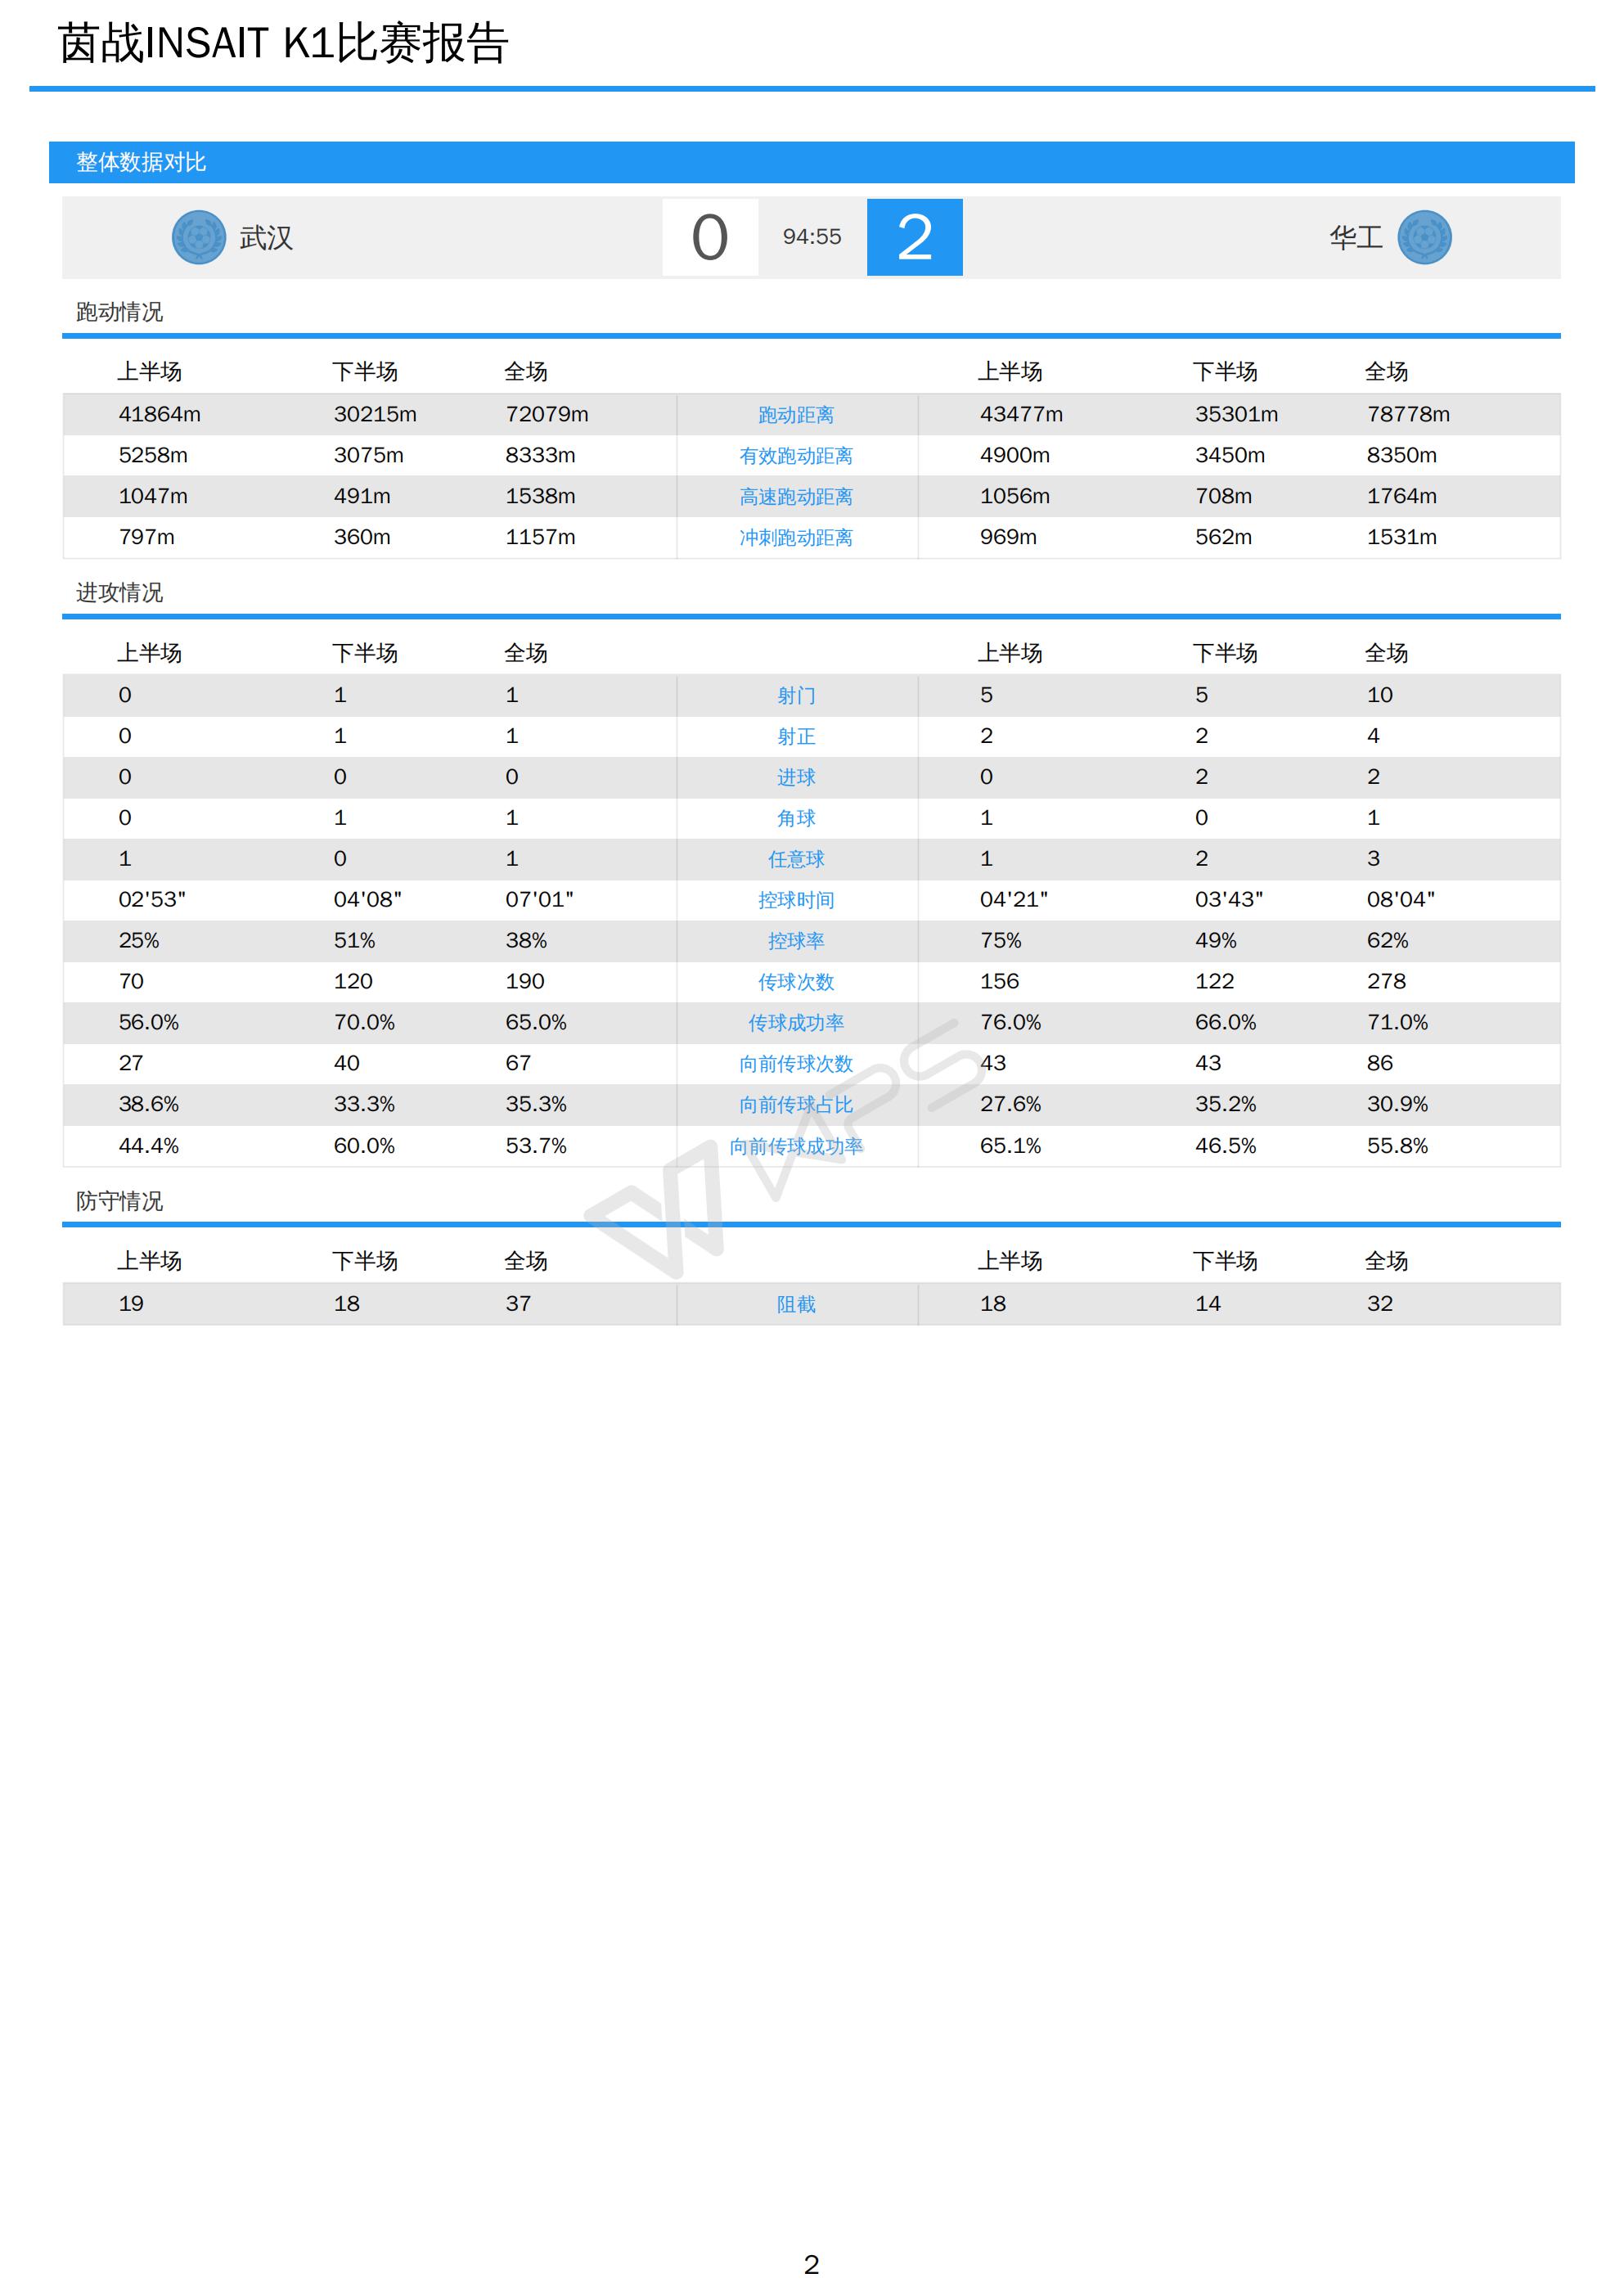 茵战INSAIT K1比赛报告
整体数据对比
武汉 0 94:55 2 华工
跑动情况
上半场 下半场 全场 上半场 下半场 全场
41864m 30215m 72079m 跑动距离 43477m 35301m 78778m
5258m 3075m 8333m 有效跑动距离 4900m 3450m 8350m
1047m 491m 1538m 高速跑动距离 1056m 708m 1764m
797m 360m 1157m 冲刺跑动距离 969m 562m 1531m
进攻情况
上半场 下半场 全场 上半场 下半场 全场
0 1 1 射门 5 5 10
0 1 1 射正 2 2 4
0 0 0 进球 0 2 2
0 1 1 角球 1 0 1
1 0 1 任意球 1 2 3
02'53" 04'08" 07'01" 控球时间 04'21" 03'43" 08'04"
25% 51% 38% 控球率 75% 49% 62%
70 120 190 传球次数 156 122 278
56.0% 70.0% 65.0% 传球成功率 76.0% 66.0% 71.0%
27 40 67 向前传球次数 43 43 86
38.6% 33.3% 35.3% 向前传球占比 27.6% 35.2% 30.9%
44.4% 60.0% 53.7% 向前传球成功率 65.1% 46.5% 55.8%
WPS
防守情况
上半场 下半场 全场 上半场 下半场 全场
19 18 37 阻截 18 14 32
2